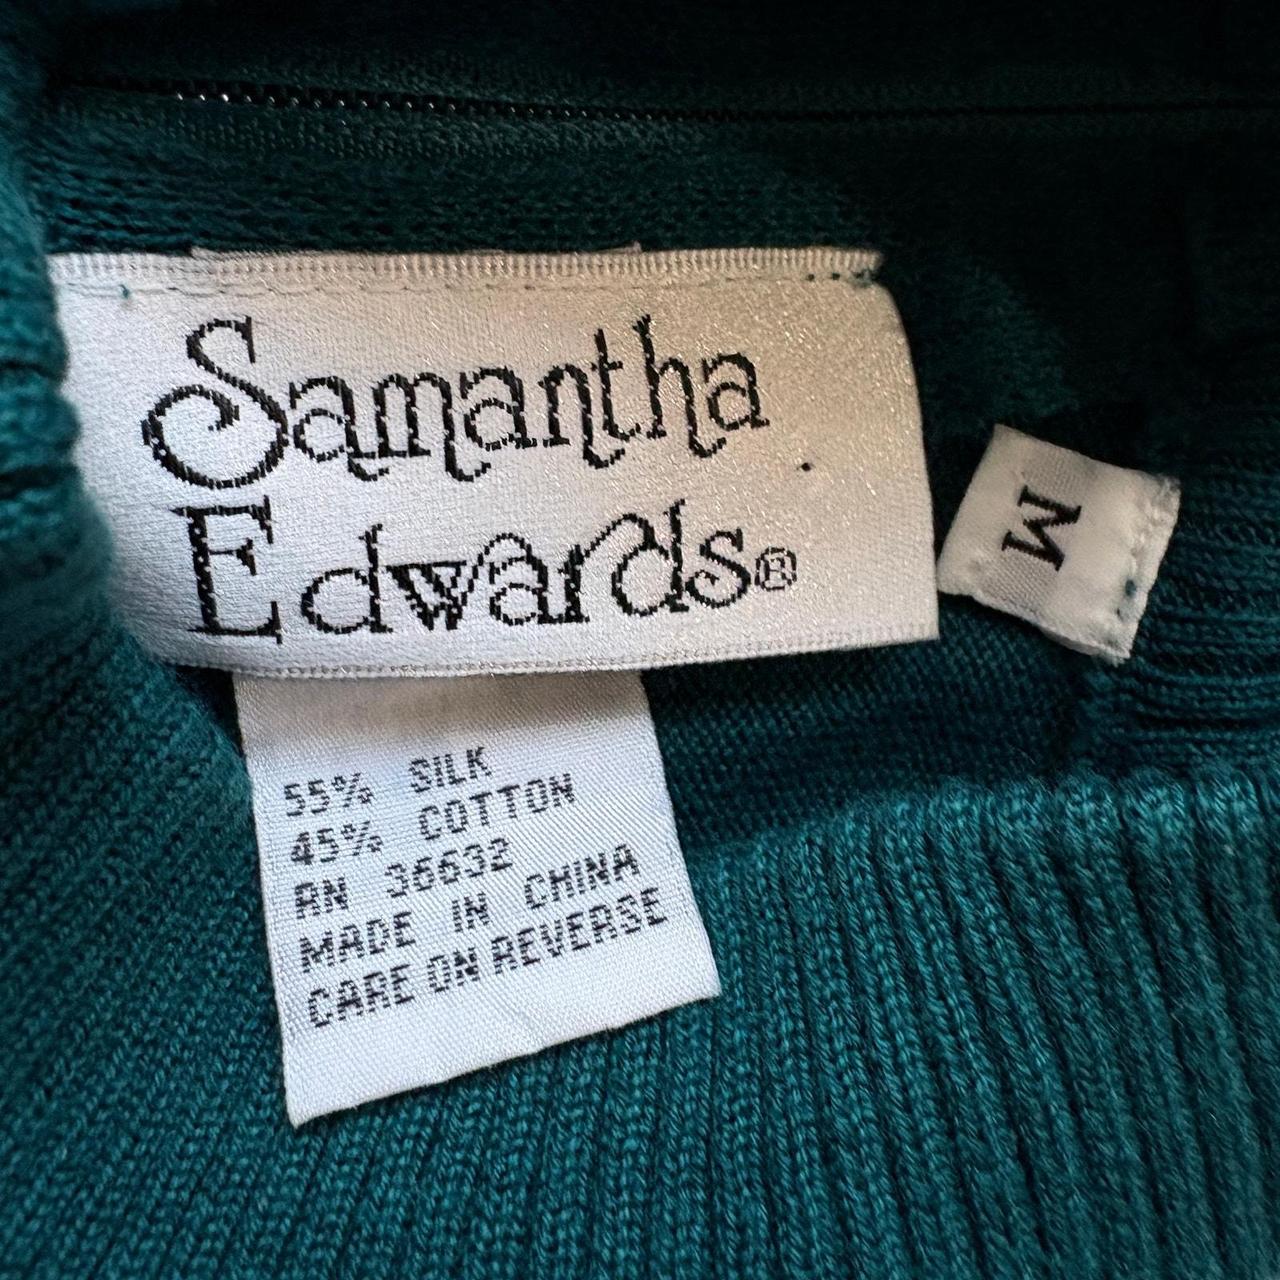 Samantha
Edwards®
M
55% SILK
45% COTTON
RN 36632
MADE IN CHINA
CARE ON REVERSE